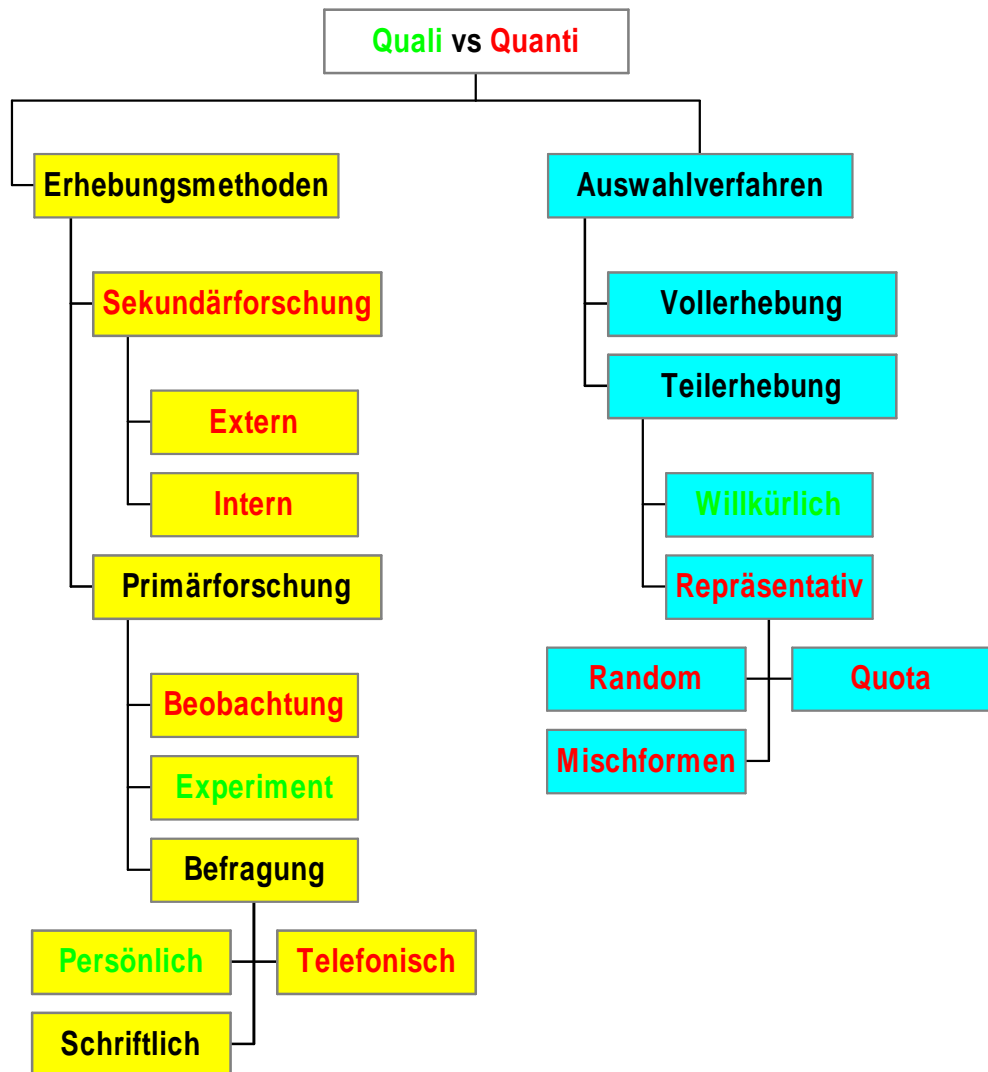 Quali vs Quanti
Erhebungsmethoden
Sekundärforschung
Extern
Intern
Primärforschung
Beobachtung
Experiment
Befragung
Persönlich
Telefonisch
Schriftlich
Auswahlverfahren
Vollerhebung
Teilerhebung
Willkürlich
Repräsentativ
Random
Quota
Mischformen